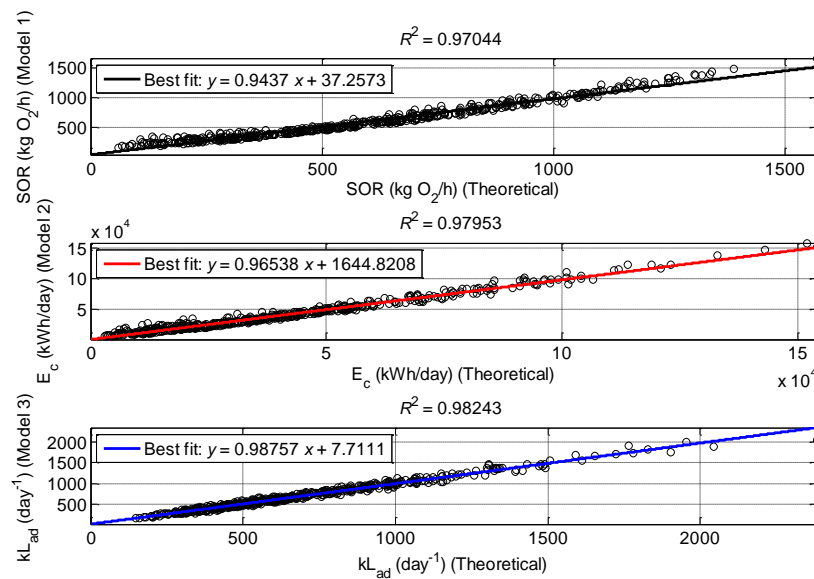 R² = 0.97044
SOR (kg O₂/h) (Model 1)
1500
1000
500
Best fit: y = 0.9437 x + 37.2573
0 500 1000 1500
SOR (kg O₂/h) (Theoretical)
R² = 0.97953
x 10⁴
E_c (kWh/day) (Model 2)
15
10
5
Best fit: y = 0.96538 x + 1644.8208
0 5 10 15
E_c (kWh/day) (Theoretical)
x 10⁴
R² = 0.98243
kL_ad (day⁻¹) (Model 3)
2000
1500
1000
500
Best fit: y = 0.98757 x + 7.7111
0 500 1000 1500 2000
kL_ad (day⁻¹) (Theoretical)